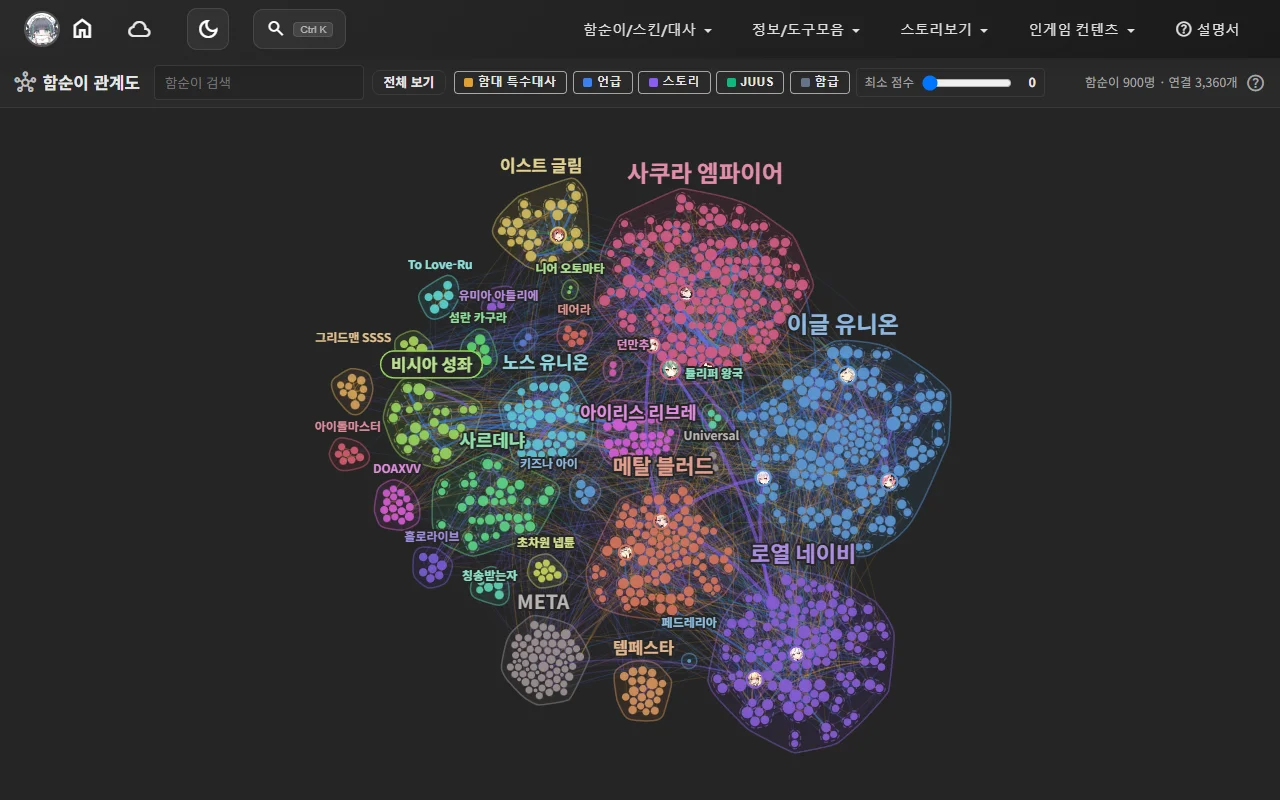 Ctrl K
함순이/스킨/대사
정보/도구모음
스토리보기
인게임 컨텐츠
설명서
함순이 관계도
함순이 검색
전체 보기
함대 특수대사
언급
스토리
JUUS
함급
최소 점수
0
함순이 900명 · 연결 3,360개
이스트 글림
사쿠라 엠파이어
To Love-Ru
니어 오토마타
유미아 아틀리에
데어라
섬란 카구라
이글 유니온
그리드맨 SSSS
던만추
비시아 성좌
노스 유니온
튤리퍼 왕국
아이리스 리브레
아이돌마스터
사르데냐
Universal
키즈나 아이
메탈 블러드
DOAXVV
홀로라이브
초차원 넵튠
로열 네이비
칭송받는자
META
페드레리아
템페스타